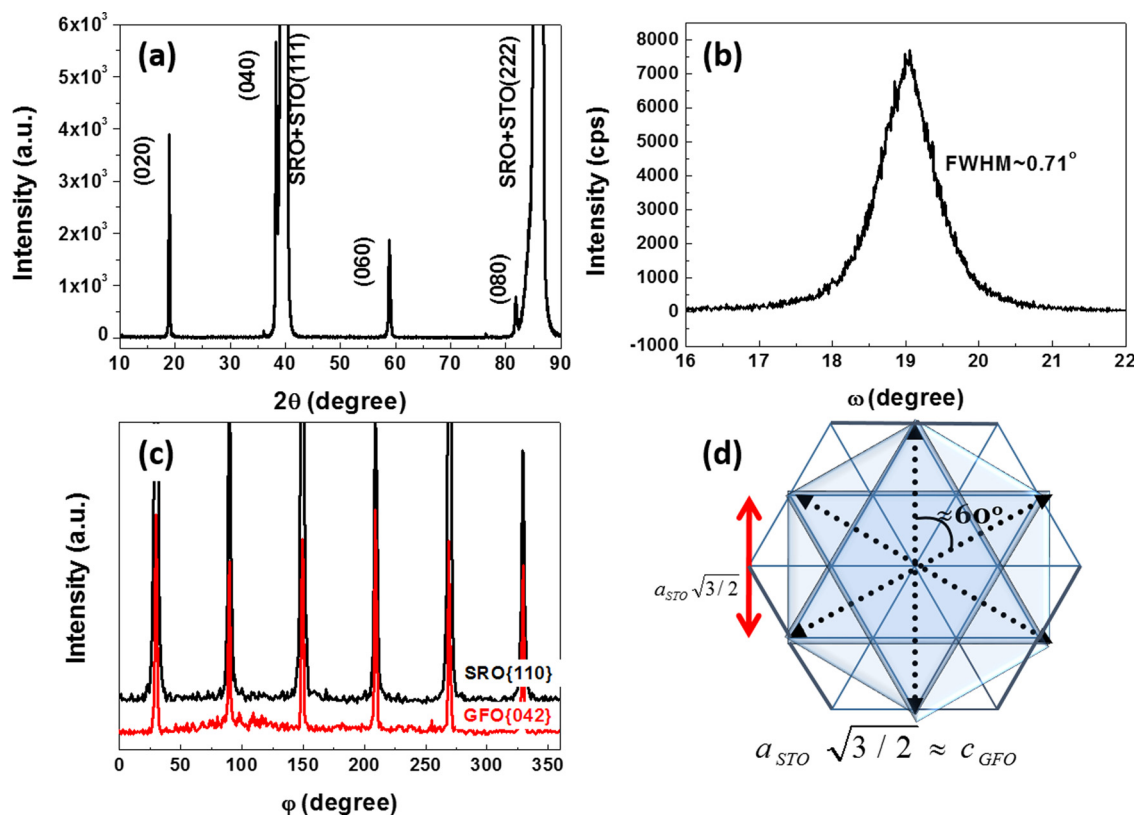 (a)
6x10³
5x10³
4x10³
3x10³
2x10³
1x10³
0
Intensity (a.u.)
(020)
(040)
SRO+STO(111)
(060)
(080)
SRO+STO(222)
10 20 30 40 50 60 70 80 90
2θ (degree)
(b)
8000
7000
6000
5000
4000
3000
2000
1000
0
-1000
Intensity (cps)
FWHM~0.71°
16 17 18 19 20 21 22
ω (degree)
(c)
Intensity (a.u.)
SRO{110}
GFO{042}
0 50 100 150 200 250 300 350
φ (degree)
(d)
≈60°
a_STO √3/2
a_STO √3/2 ≈ c_GFO